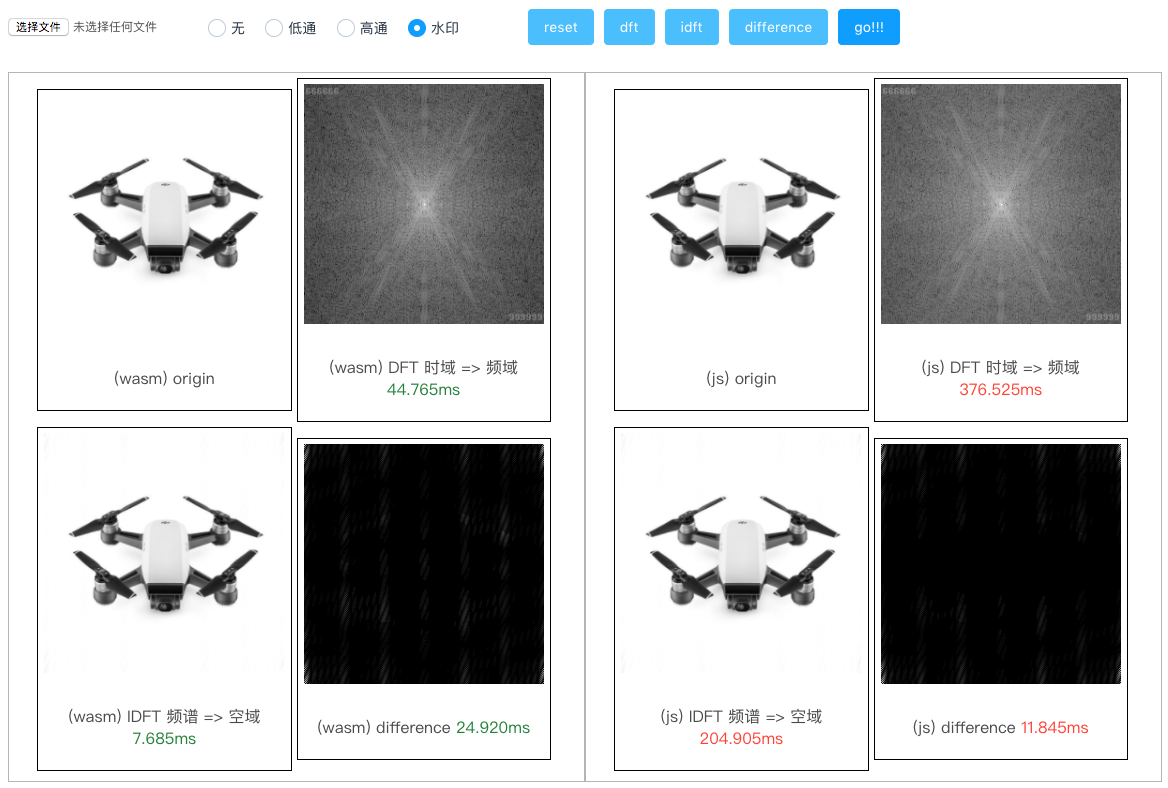 选择文件 未选择任何文件 无 低通 高通 水印 reset dft idft difference go!!!
666666
666666
999999
999999
(wasm) origin
(wasm) DFT 时域 => 频域
44.765ms
(js) origin
(js) DFT 时域 => 频域
376.525ms
(wasm) IDFT 频谱 => 空域
7.685ms
(wasm) difference 24.920ms
(js) IDFT 频谱 => 空域
204.905ms
(js) difference 11.845ms